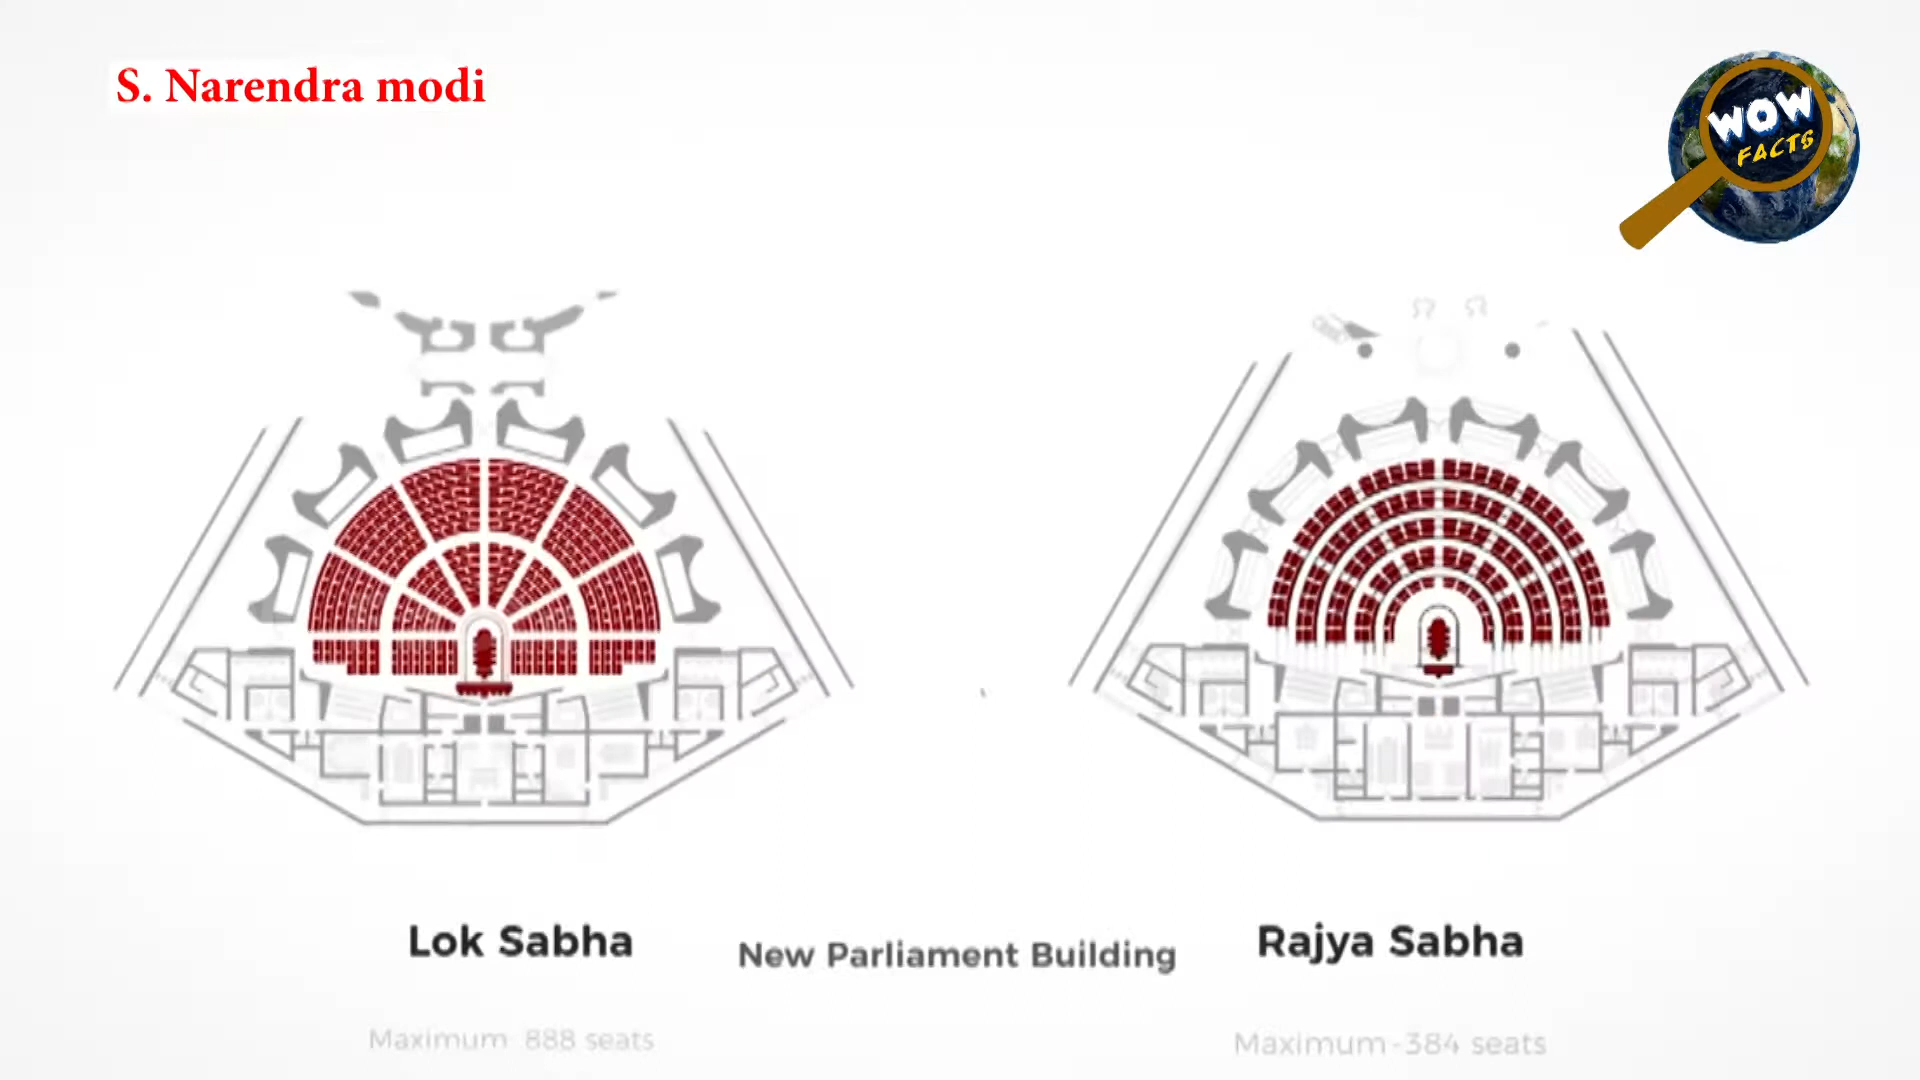 S. Narendra modi
WOW
FACTS
Lok Sabha
New Parliament Building
Rajya Sabha
Maximum 888 seats
Maximum - 384 seats